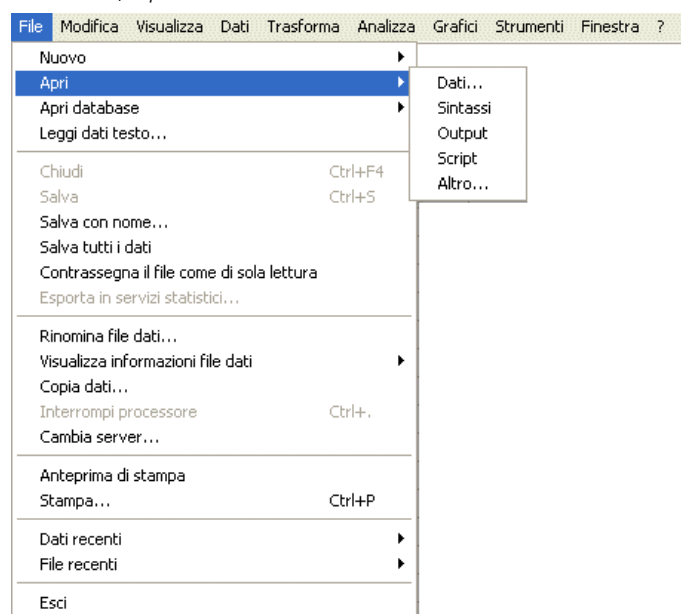 File Modifica Visualizza Dati Trasforma Analizza Grafici Strumenti Finestra ?
Nuovo
Apri
Apri database
Leggi dati testo...
Dati...
Sintassi
Output
Script
Altro...
Chiudi Ctrl+F4
Salva Ctrl+S
Salva con nome...
Salva tutti i dati
Contrassegna il file come di sola lettura
Esporta in servizi statistici...
Rinomina file dati...
Visualizza informazioni file dati
Copia dati...
Interrompi processore Ctrl+.
Cambia server...
Anteprima di stampa
Stampa... Ctrl+P
Dati recenti
File recenti
Esci